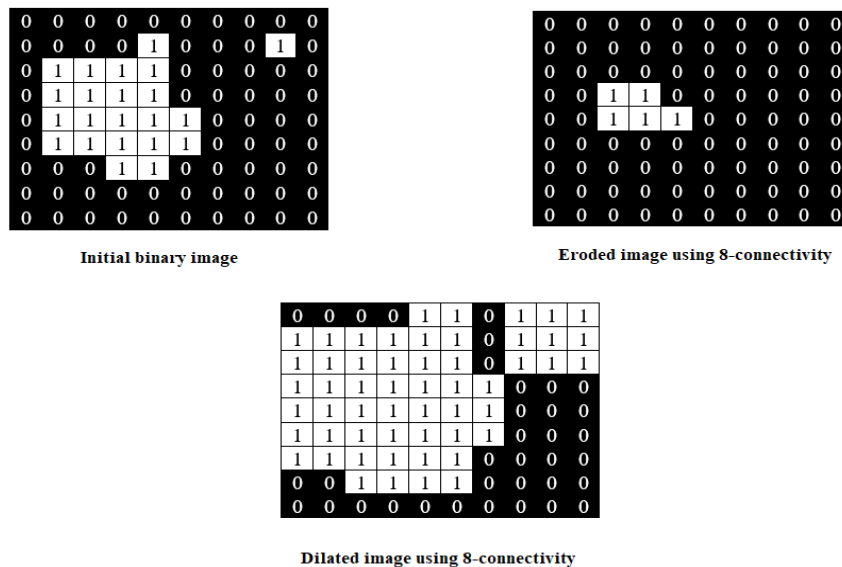 0 0 0 0 0 0 0 0 0 0
0 0 0 0 1 0 0 0 1 0
0 1 1 1 1 0 0 0 0 0
0 1 1 1 1 0 0 0 0 0
0 1 1 1 1 1 0 0 0 0
0 1 1 1 1 1 0 0 0 0
0 0 0 1 1 0 0 0 0 0
0 0 0 0 0 0 0 0 0 0
0 0 0 0 0 0 0 0 0 0
Initial binary image
0 0 0 0 0 0 0 0 0 0
0 0 0 0 0 0 0 0 0 0
0 0 0 0 0 0 0 0 0 0
0 0 1 1 0 0 0 0 0 0
0 0 1 1 1 0 0 0 0 0
0 0 0 0 0 0 0 0 0 0
0 0 0 0 0 0 0 0 0 0
0 0 0 0 0 0 0 0 0 0
0 0 0 0 0 0 0 0 0 0
Eroded image using 8-connectivity
0 0 0 0 1 1 0 1 1 1
1 1 1 1 1 1 0 1 1 1
1 1 1 1 1 1 0 1 1 1
1 1 1 1 1 1 1 0 0 0
1 1 1 1 1 1 1 0 0 0
1 1 1 1 1 1 1 0 0 0
1 1 1 1 1 1 0 0 0 0
0 0 1 1 1 1 0 0 0 0
0 0 0 0 0 0 0 0 0 0
Dilated image using 8-connectivity